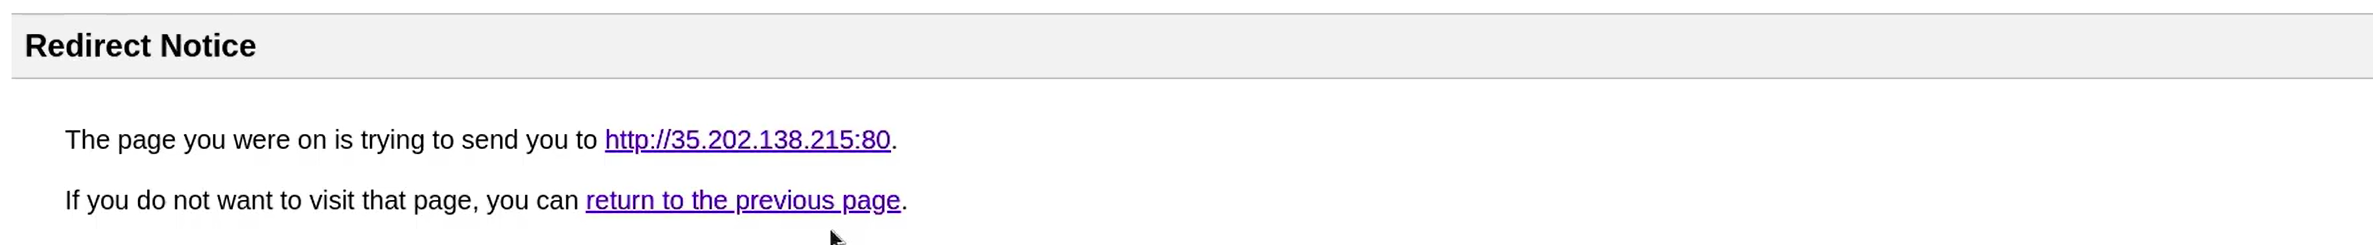 Redirect Notice
The page you were on is trying to send you to http://35.202.138.215:80.
If you do not want to visit that page, you can return to the previous page.